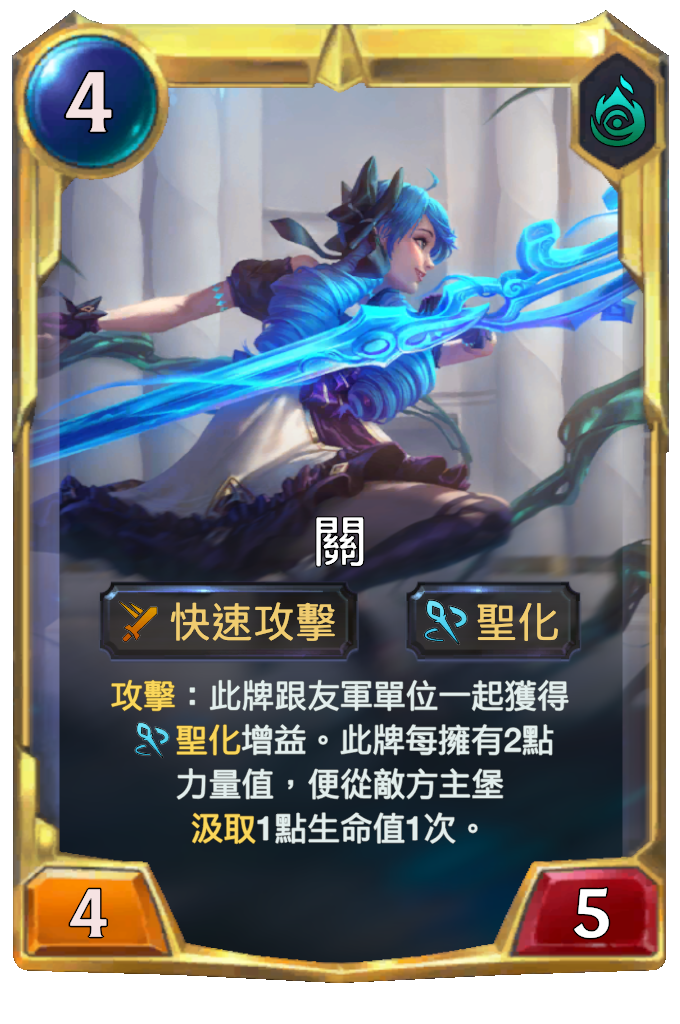 4
關
快速攻擊 聖化
攻擊：此牌跟友軍單位一起獲得
聖化增益。此牌每擁有2點
力量值，便從敵方主堡
汲取1點生命值1次。
4 5